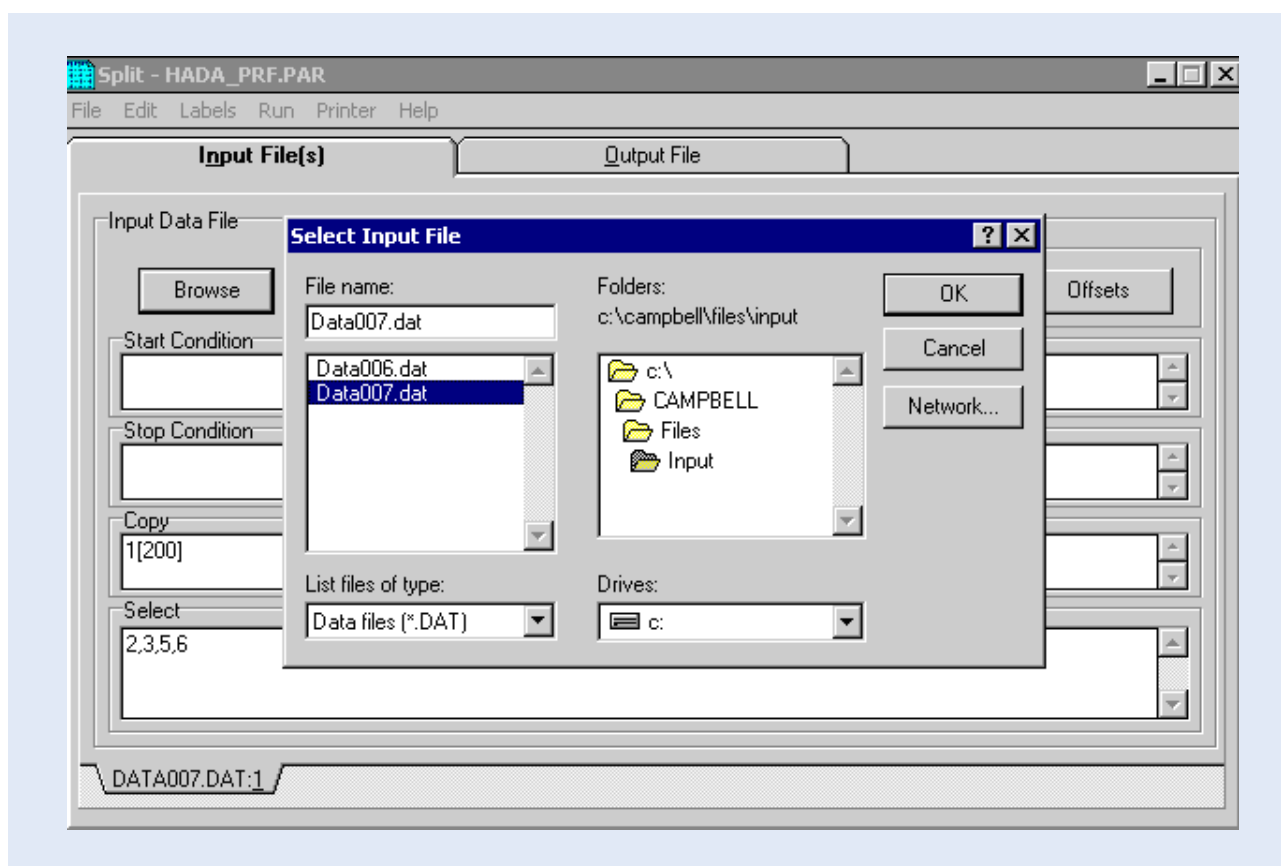 Split - HADA_PRF.PAR
File Edit Labels Run Printer Help
Input File(s)
Output File
Input Data File
Browse
Offsets
Start Condition
Stop Condition
Copy
1[200]
Select
2,3,5,6
DATA007.DAT:1
Select Input File
File name:
Data007.dat
Data006.dat
Data007.dat
List files of type:
Data files (*.DAT)
Folders:
c:\campbell\files\input
c:\
CAMPBELL
Files
Input
Drives:
c:
OK
Cancel
Network...